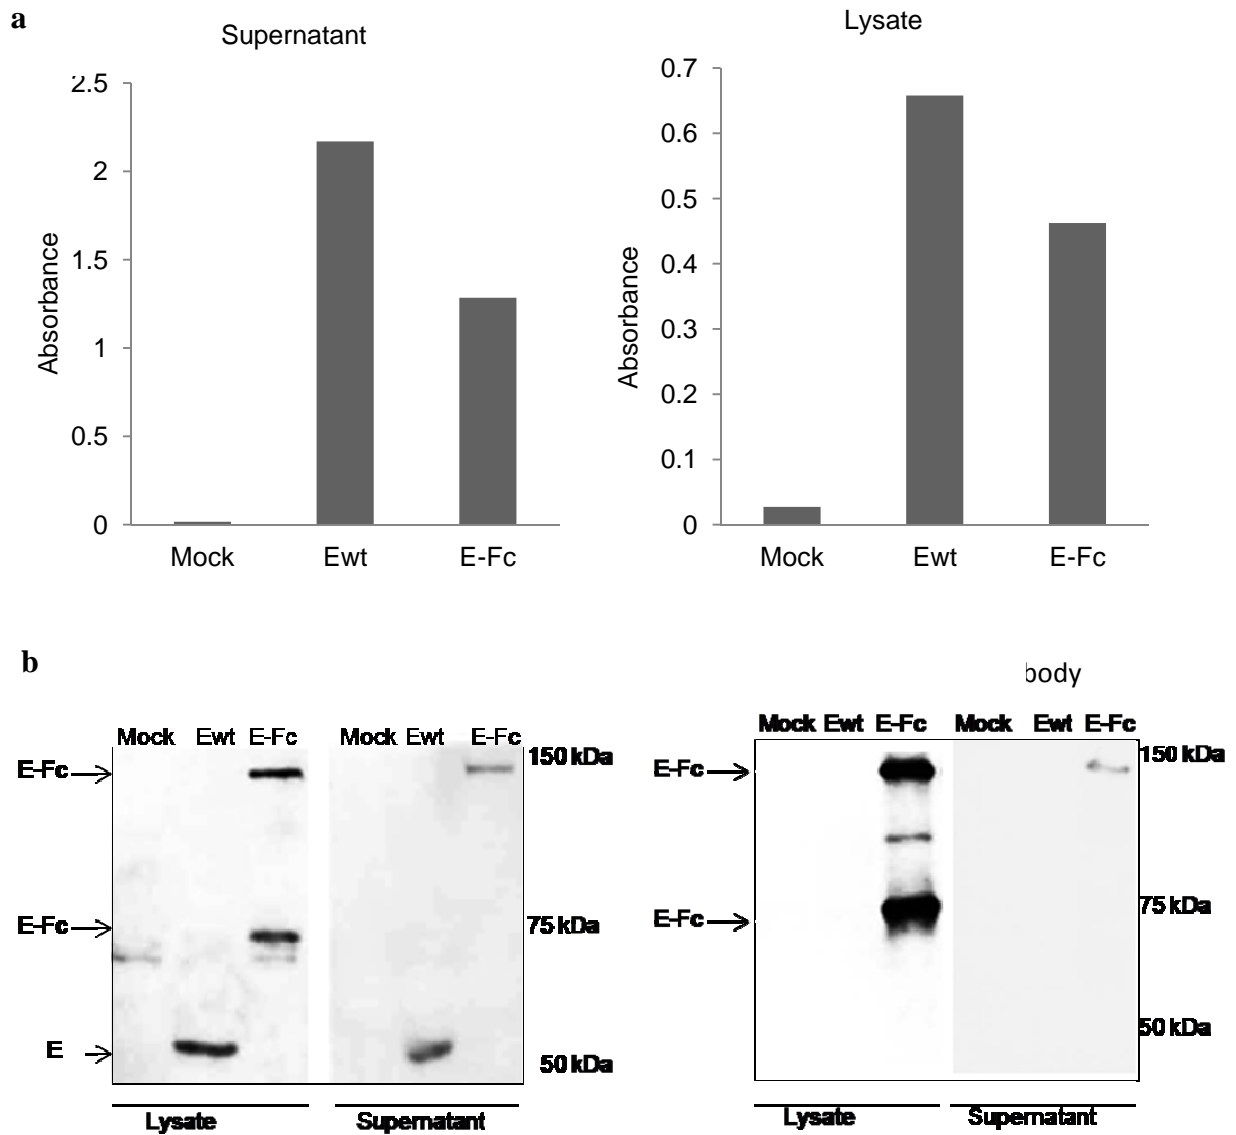 a
Supernatant
Lysate
2.5
2
1.5
1
0.5
0
Absorbance
Mock Ewt E-Fc
0.7
0.6
0.5
0.4
0.3
0.2
0.1
0
Absorbance
Mock Ewt E-Fc
b
body
Mock Ewt E-Fc Mock Ewt E-Fc
E-Fc
E-Fc
E
150 kDa
75 kDa
50 kDa
Lysate Supernatant
Mock Ewt E-Fc Mock Ewt E-Fc
E-Fc
E-Fc
150 kDa
75 kDa
50 kDa
Lysate Supernatant